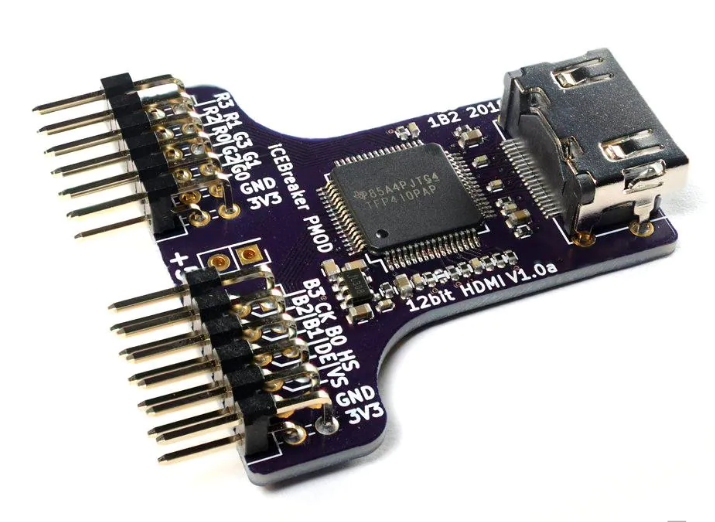 R3 R1 G3 G1
R2 R0 G2 G0
GND
3V3
iCEBreaker PMOD
1B2
85A4PJTG4
TFP410PAP
12bit HDMI V1.0a
+
B3 CK B0 HS
B2 B1 DE VS
GND
3V3